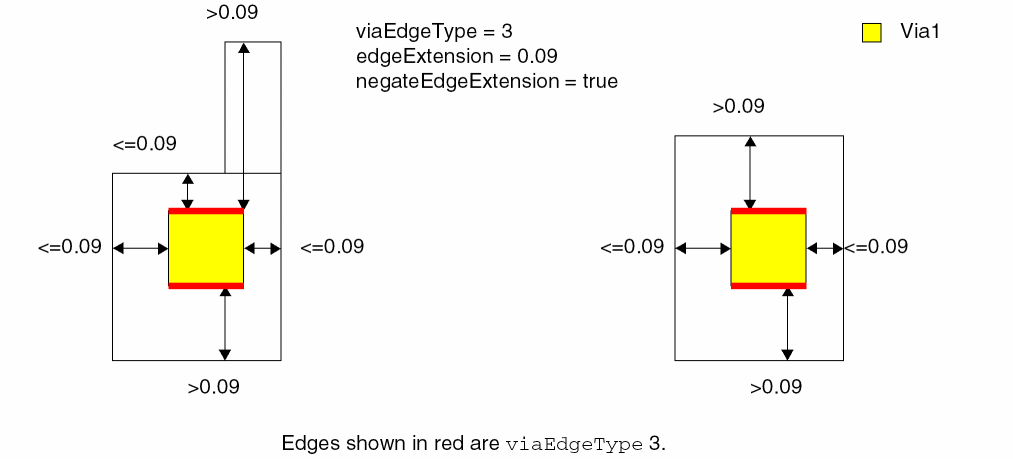 >0.09
viaEdgeType = 3
edgeExtension = 0.09
negateEdgeExtension = true
Via1
>0.09
<=0.09
<=0.09
<=0.09
<=0.09
<=0.09
>0.09
>0.09
Edges shown in red are viaEdgeType 3.